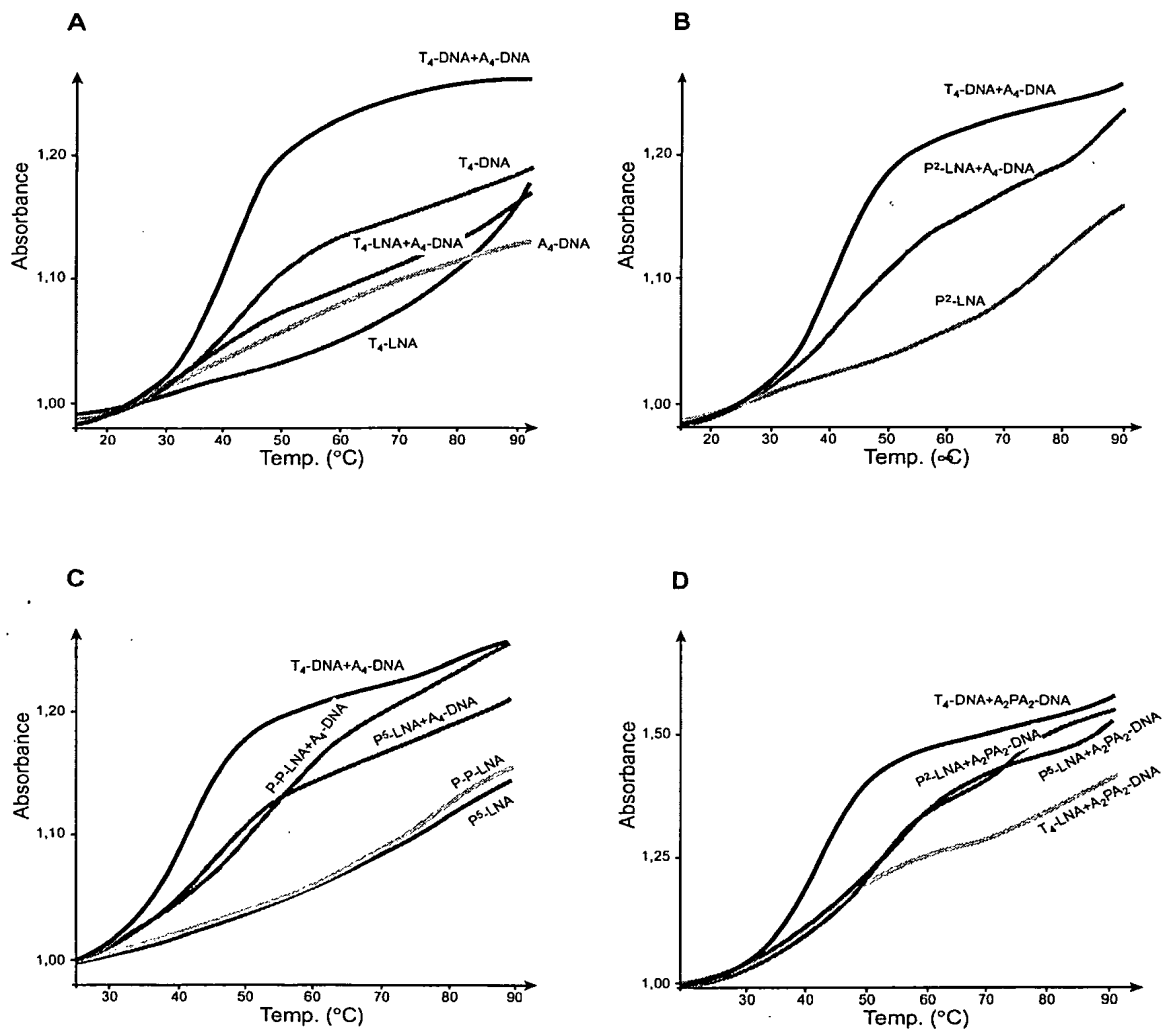 A
T₄-DNA+A₄-DNA
T₄-DNA
T₄-LNA+A₄-DNA
A₄-DNA
T₄-LNA
Absorbance
1,20
1,10
1,00
20 30 40 50 60 70 80 90
Temp. (°C)
B
T₄-DNA+A₄-DNA
P²-LNA+A₄-DNA
P²-LNA
Absorbance
1,20
1,10
1,00
20 30 40 50 60 70 80 90
Temp. (∞C)
C
T₄-DNA+A₄-DNA
P-P-LNA+A₄-DNA
P⁵-LNA+A₄-DNA
P-P-LNA
P⁵-LNA
Absorbance
1,20
1,10
1,00
30 40 50 60 70 80 90
Temp. (°C)
D
T₄-DNA+A₂PA₂-DNA
P²-LNA+A₂PA₂-DNA
P⁵-LNA+A₂PA₂-DNA
T₄-LNA+A₂PA₂-DNA
Absorbance
1,50
1,25
1,00
30 40 50 60 70 80 90
Temp. (°C)